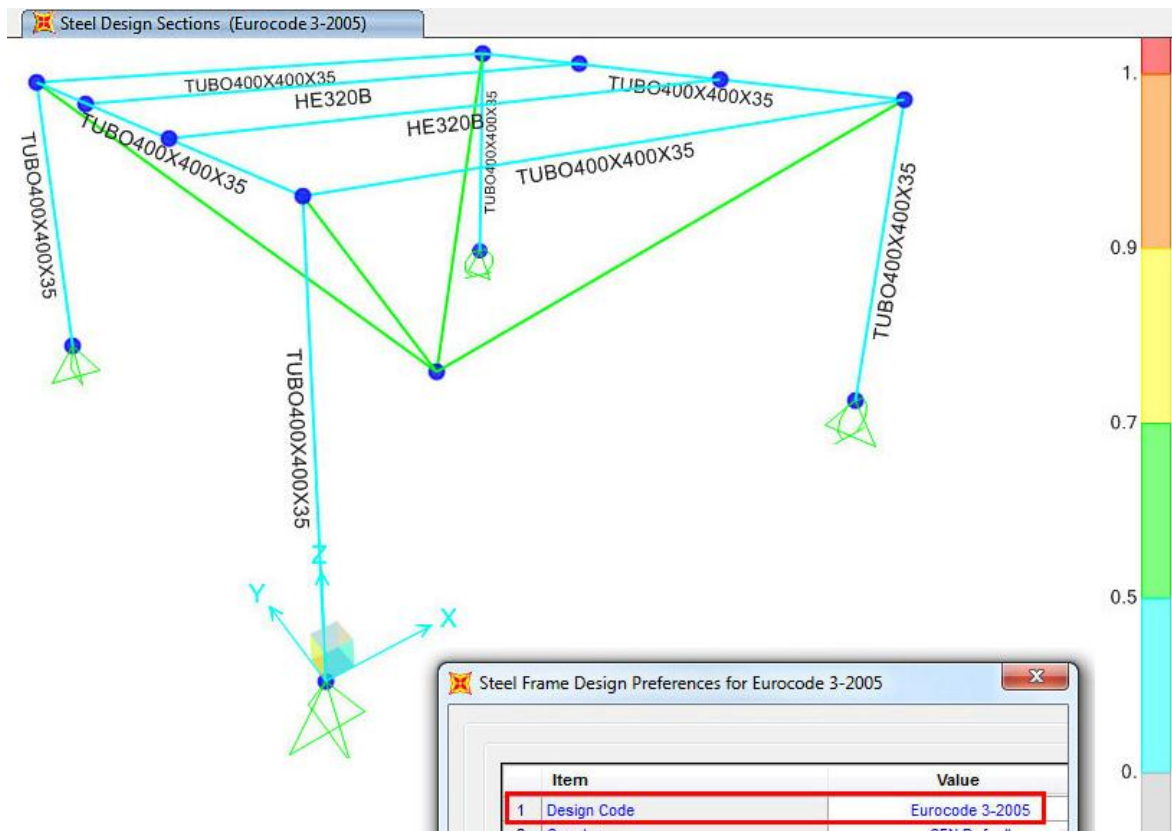 Steel Design Sections (Eurocode 3-2005)
1.
TUBO400X400X35
HE320B
TUBO400X400X35
TUBO400X400X35
HE320B
TUBO400X400X35
TUBO400X400X35
TUBO400X400X35
TUBO400X400X35
TUBO400X400X35
0.9
0.7
TUBO400X400X35
0.5
Z
Y
X
Steel Frame Design Preferences for Eurocode 3-2005
Item Value
0.
1 Design Code Eurocode 3-2005